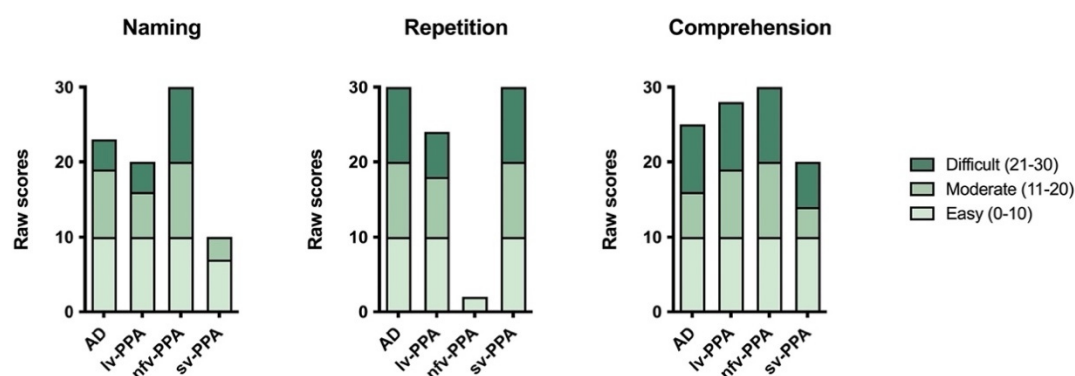 Naming
Raw scores
30
20
10
0
AD
lv-PPA
nfv-PPA
sv-PPA
Repetition
Raw scores
30
20
10
0
AD
lv-PPA
nfv-PPA
sv-PPA
Comprehension
Raw scores
30
20
10
0
AD
lv-PPA
nfv-PPA
sv-PPA
Difficult (21-30)
Moderate (11-20)
Easy (0-10)